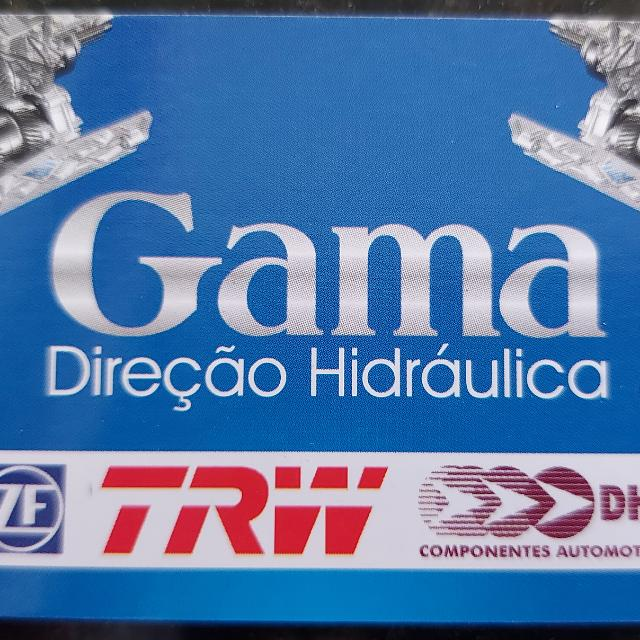 Gama
Direção Hidráulica
ZF TRW DH
COMPONENTES AUTOMOT